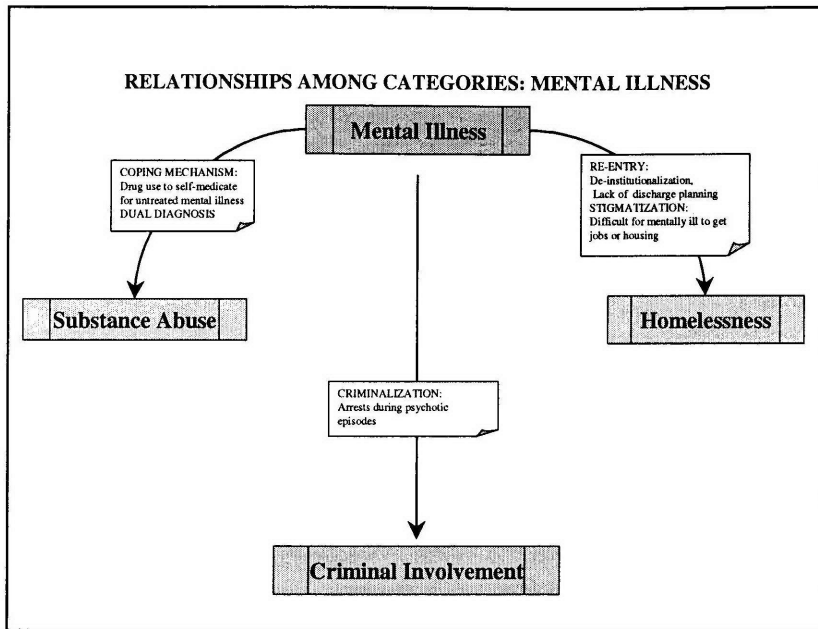 RELATIONSHIPS AMONG CATEGORIES: MENTAL ILLNESS
Mental Illness
COPING MECHANISM:
Drug use to self-medicate
for untreated mental illness
DUAL DIAGNOSIS
RE-ENTRY:
De-institutionalization,
Lack of discharge planning
STIGMATIZATION:
Difficult for mentally ill to get
jobs or housing
Substance Abuse
Homelessness
CRIMINALIZATION:
Arrests during psychotic
episodes
Criminal Involvement